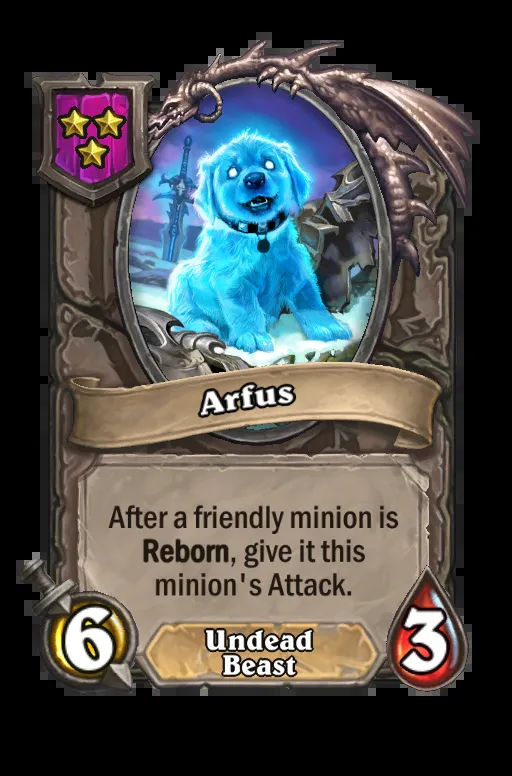 Arfus
After a friendly minion is
Reborn, give it this
minion's Attack.
6
Undead
Beast
3